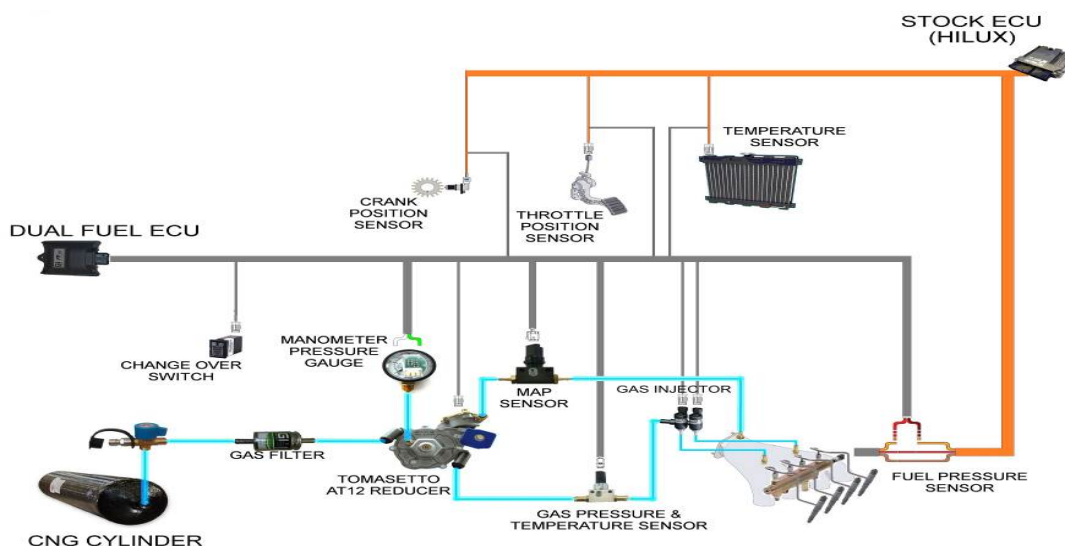 STOCK ECU
(HILUX)
TEMPERATURE
SENSOR
CRANK
POSITION
SENSOR
THROTTLE
POSITION
SENSOR
DUAL FUEL ECU
MANOMETER
PRESSURE
GAUGE
CHANGE OVER
SWITCH
MAP
SENSOR
GAS INJECTOR
GAS FILTER
TOMASETTO
AT12 REDUCER
FUEL PRESSURE
SENSOR
GAS PRESSURE &
TEMPERATURE SENSOR
CNG CYLINDER